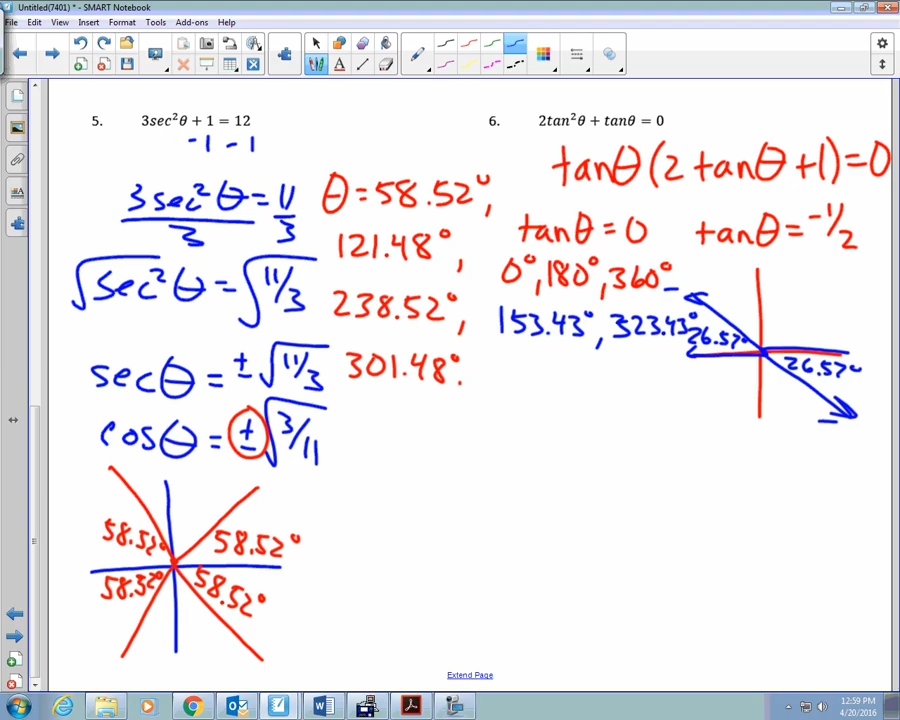 Untitled(7401) * - SMART Notebook
File Edit View Insert Format Tools Add-ons Help
5. 3sec²θ + 1 = 12
-1 -1
3sec²θ = 11
3 3
√sec²θ = √11/3
secθ = ± √11/3
cosθ = ± √3/11
58.52° 58.52°
58.52° 58.52°
θ = 58.52°,
121.48°,
238.52°,
301.48°.
6. 2tan²θ + tanθ = 0
tanθ(2tanθ+1)=0
tanθ = 0 tanθ = -1/2
0°,180°,360°
153.43°, 323.43°
26.57°
26.57°
Extend Page
12:59 PM
4/20/2016